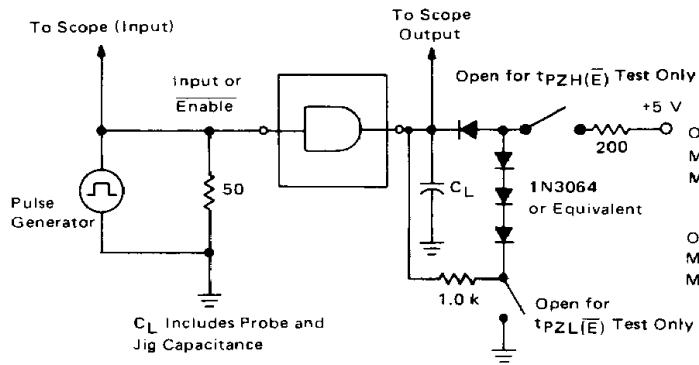 To Scope (Input)
To Scope
Output
Input or
Enable
Open for tPZH(E) Test Only
+5 V
200
Pulse
Generator
50
CL
1N3064
or Equivalent
1.0 k
Open for
tPZL(E) Test Only
CL Includes Probe and
Jig Capacitance
O
M
M
O
M
M